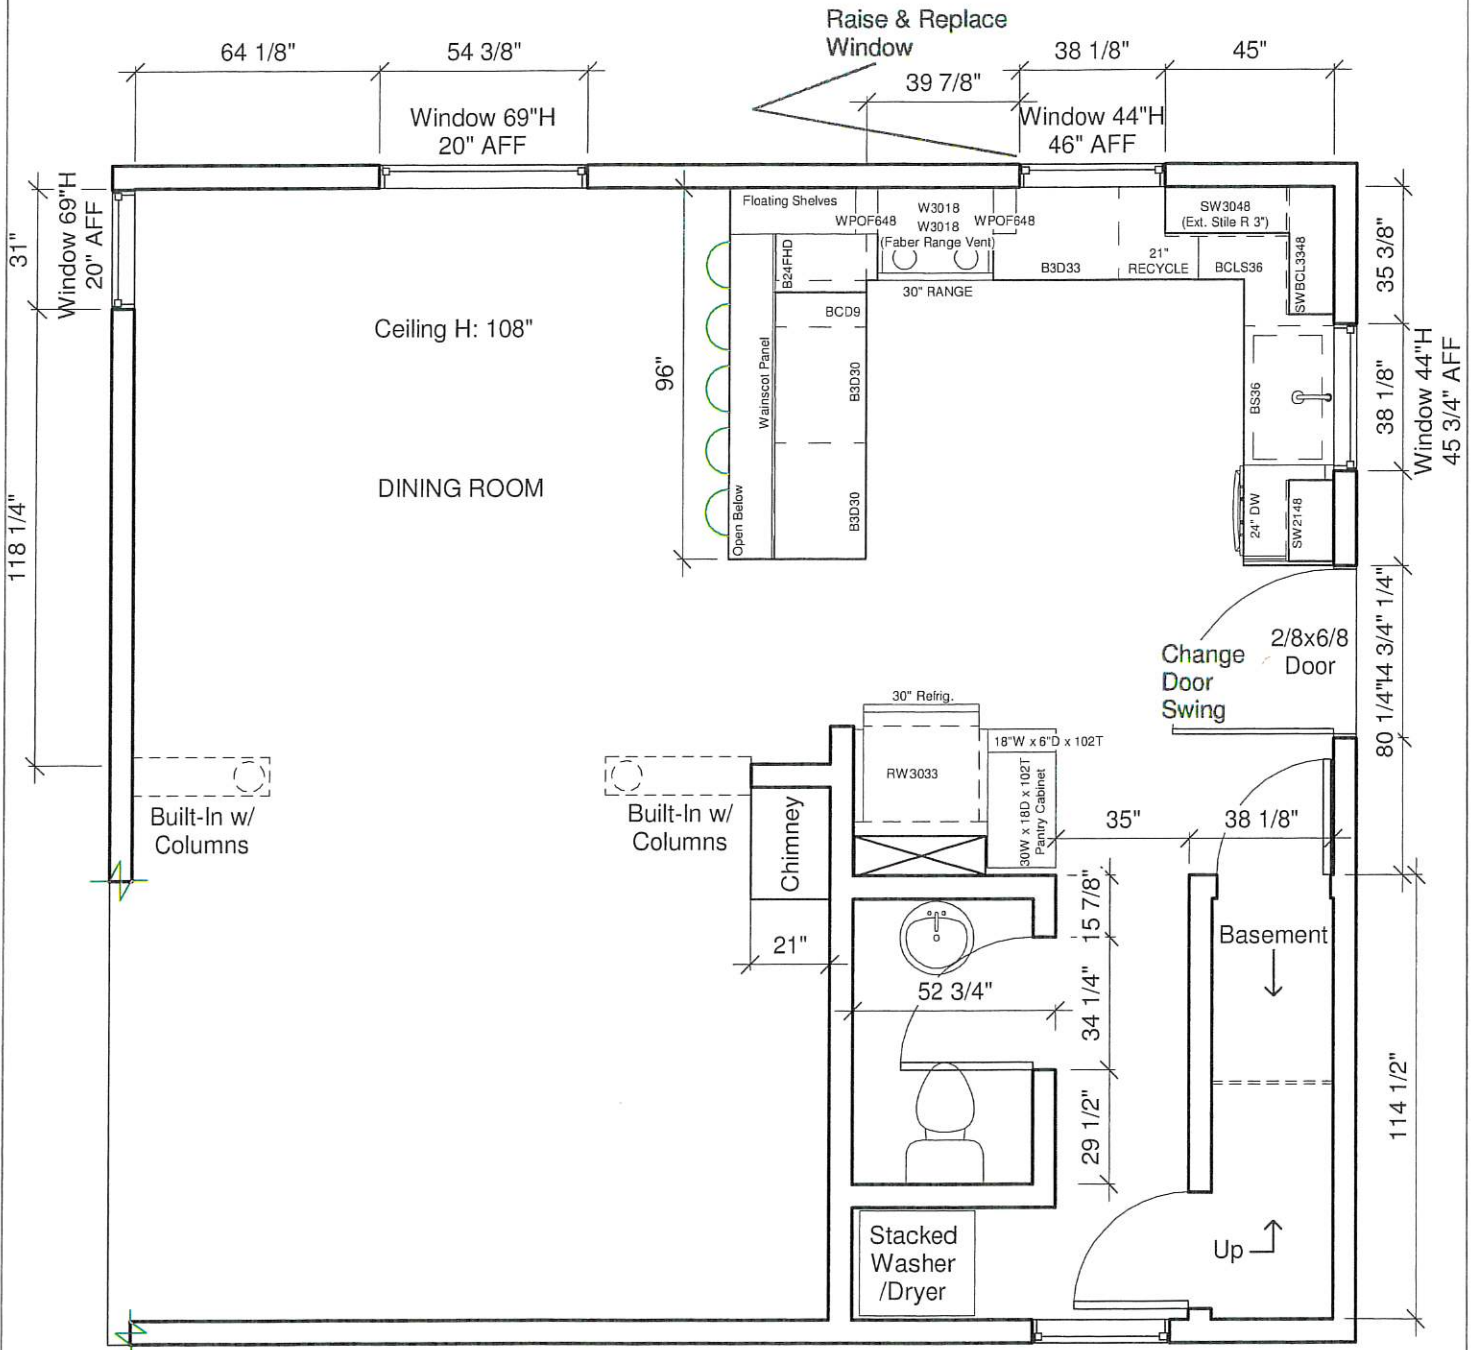 Raise & Replace
Window
64 1/8"
54 3/8"
38 1/8"
45"
39 7/8"
Window 69"H
20" AFF
Window 44"H
46" AFF
Window 69"H
20" AFF
31"
118 1/4"
Floating Shelves
WPOF648
W3018
W3018
(Faber Range Vent)
WPOF648
SW3048
(Ext. Stile R 3")
SWBCL3348
B24FHD
30" RANGE
B3D33
21"
RECYCLE
BCLS36
BCD9
35 3/8"
Ceiling H: 108"
96"
Wainscot Panel
B3D30
B3D30
Open Below
BS36
38 1/8"
Window 44"H
45 3/4" AFF
24" DW
SW2148
DINING ROOM
Change
Door
Swing
2/8x6/8
Door
80 1/4"
30" Refrig.
RW3033
18"W x 6"D x 102T
30W x 18D x 102T
Pantry Cabinet
Built-In w/
Columns
Built-In w/
Columns
Chimney
35"
38 1/8"
15 7/8"
21"
52 3/4"
34 1/4"
29 1/2"
Basement
114 1/2"
Stacked
Washer
/Dryer
Up